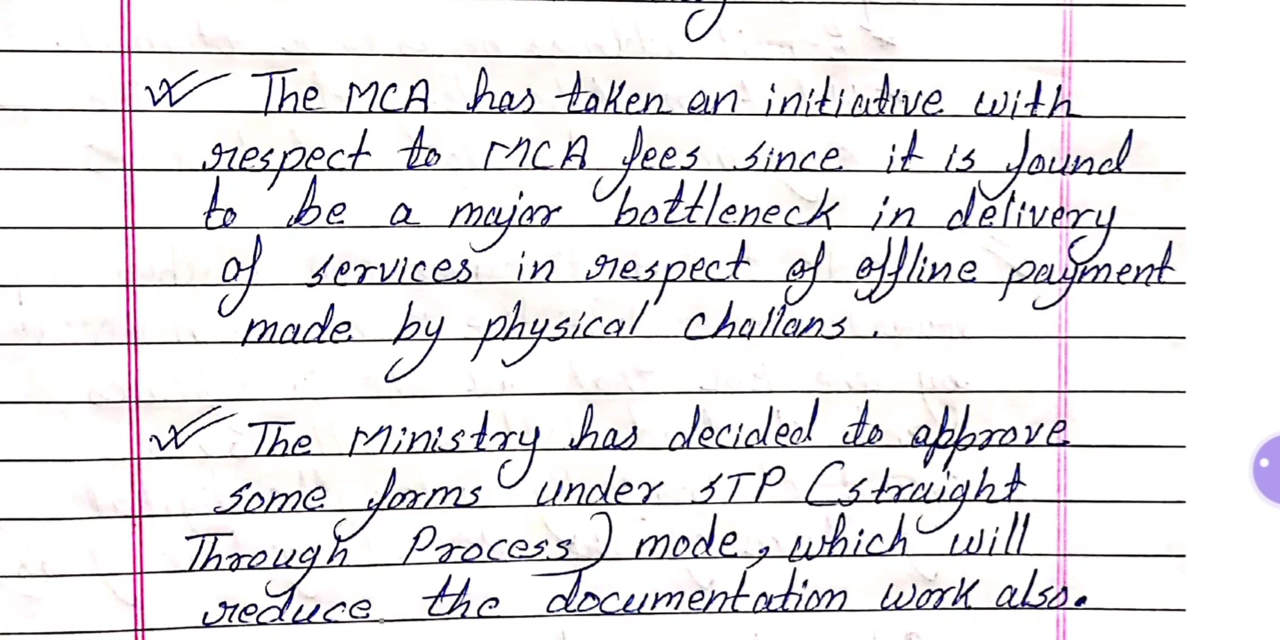 The MCA has taken an initiative with
respect to MCA fees since it is found
to be a major bottleneck in delivery
of services in respect of offline payment
made by physical challans.
The Ministry has decided to approve
some forms under STP (straight
Through Process) mode, which will
reduce the documentation work also.